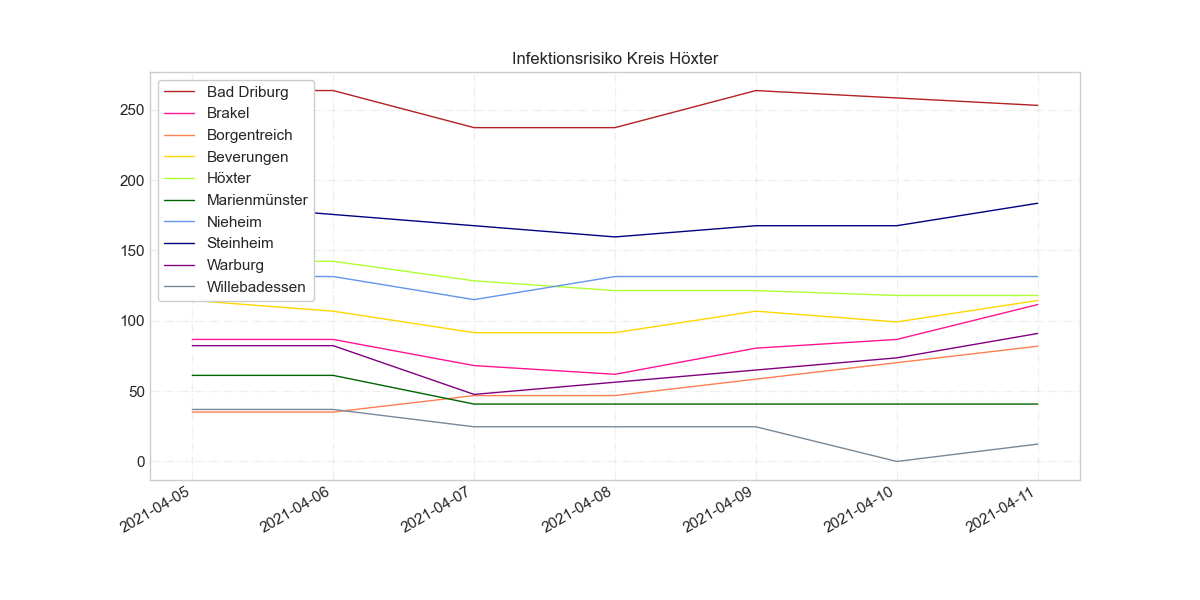 Infektionsrisiko Kreis Höxter
Bad Driburg
Brakel
Borgentreich
Beverungen
Höxter
Marienmünster
Nieheim
Steinheim
Warburg
Willebadessen
250
200
150
100
50
0
2021-04-05
2021-04-06
2021-04-07
2021-04-08
2021-04-09
2021-04-10
2021-04-11